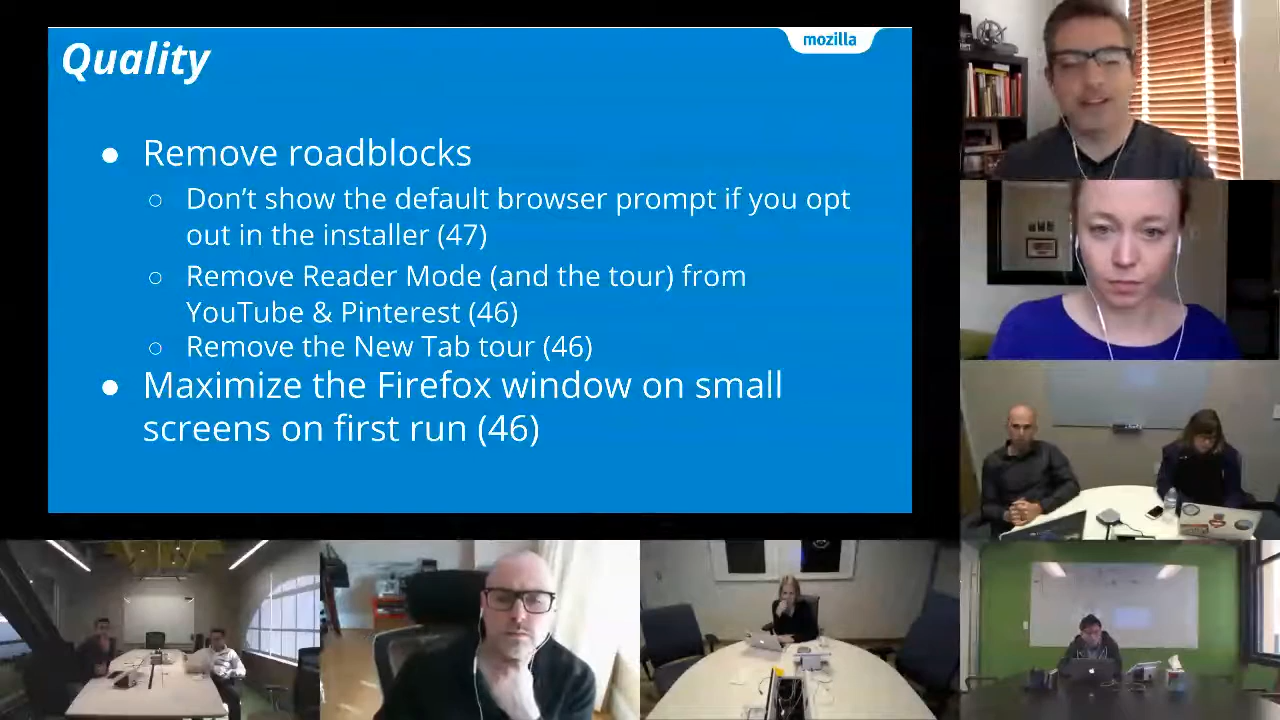 Quality
mozilla
● Remove roadblocks
○ Don’t show the default browser prompt if you opt
out in the installer (47)
○ Remove Reader Mode (and the tour) from
YouTube & Pinterest (46)
○ Remove the New Tab tour (46)
● Maximize the Firefox window on small
screens on first run (46)